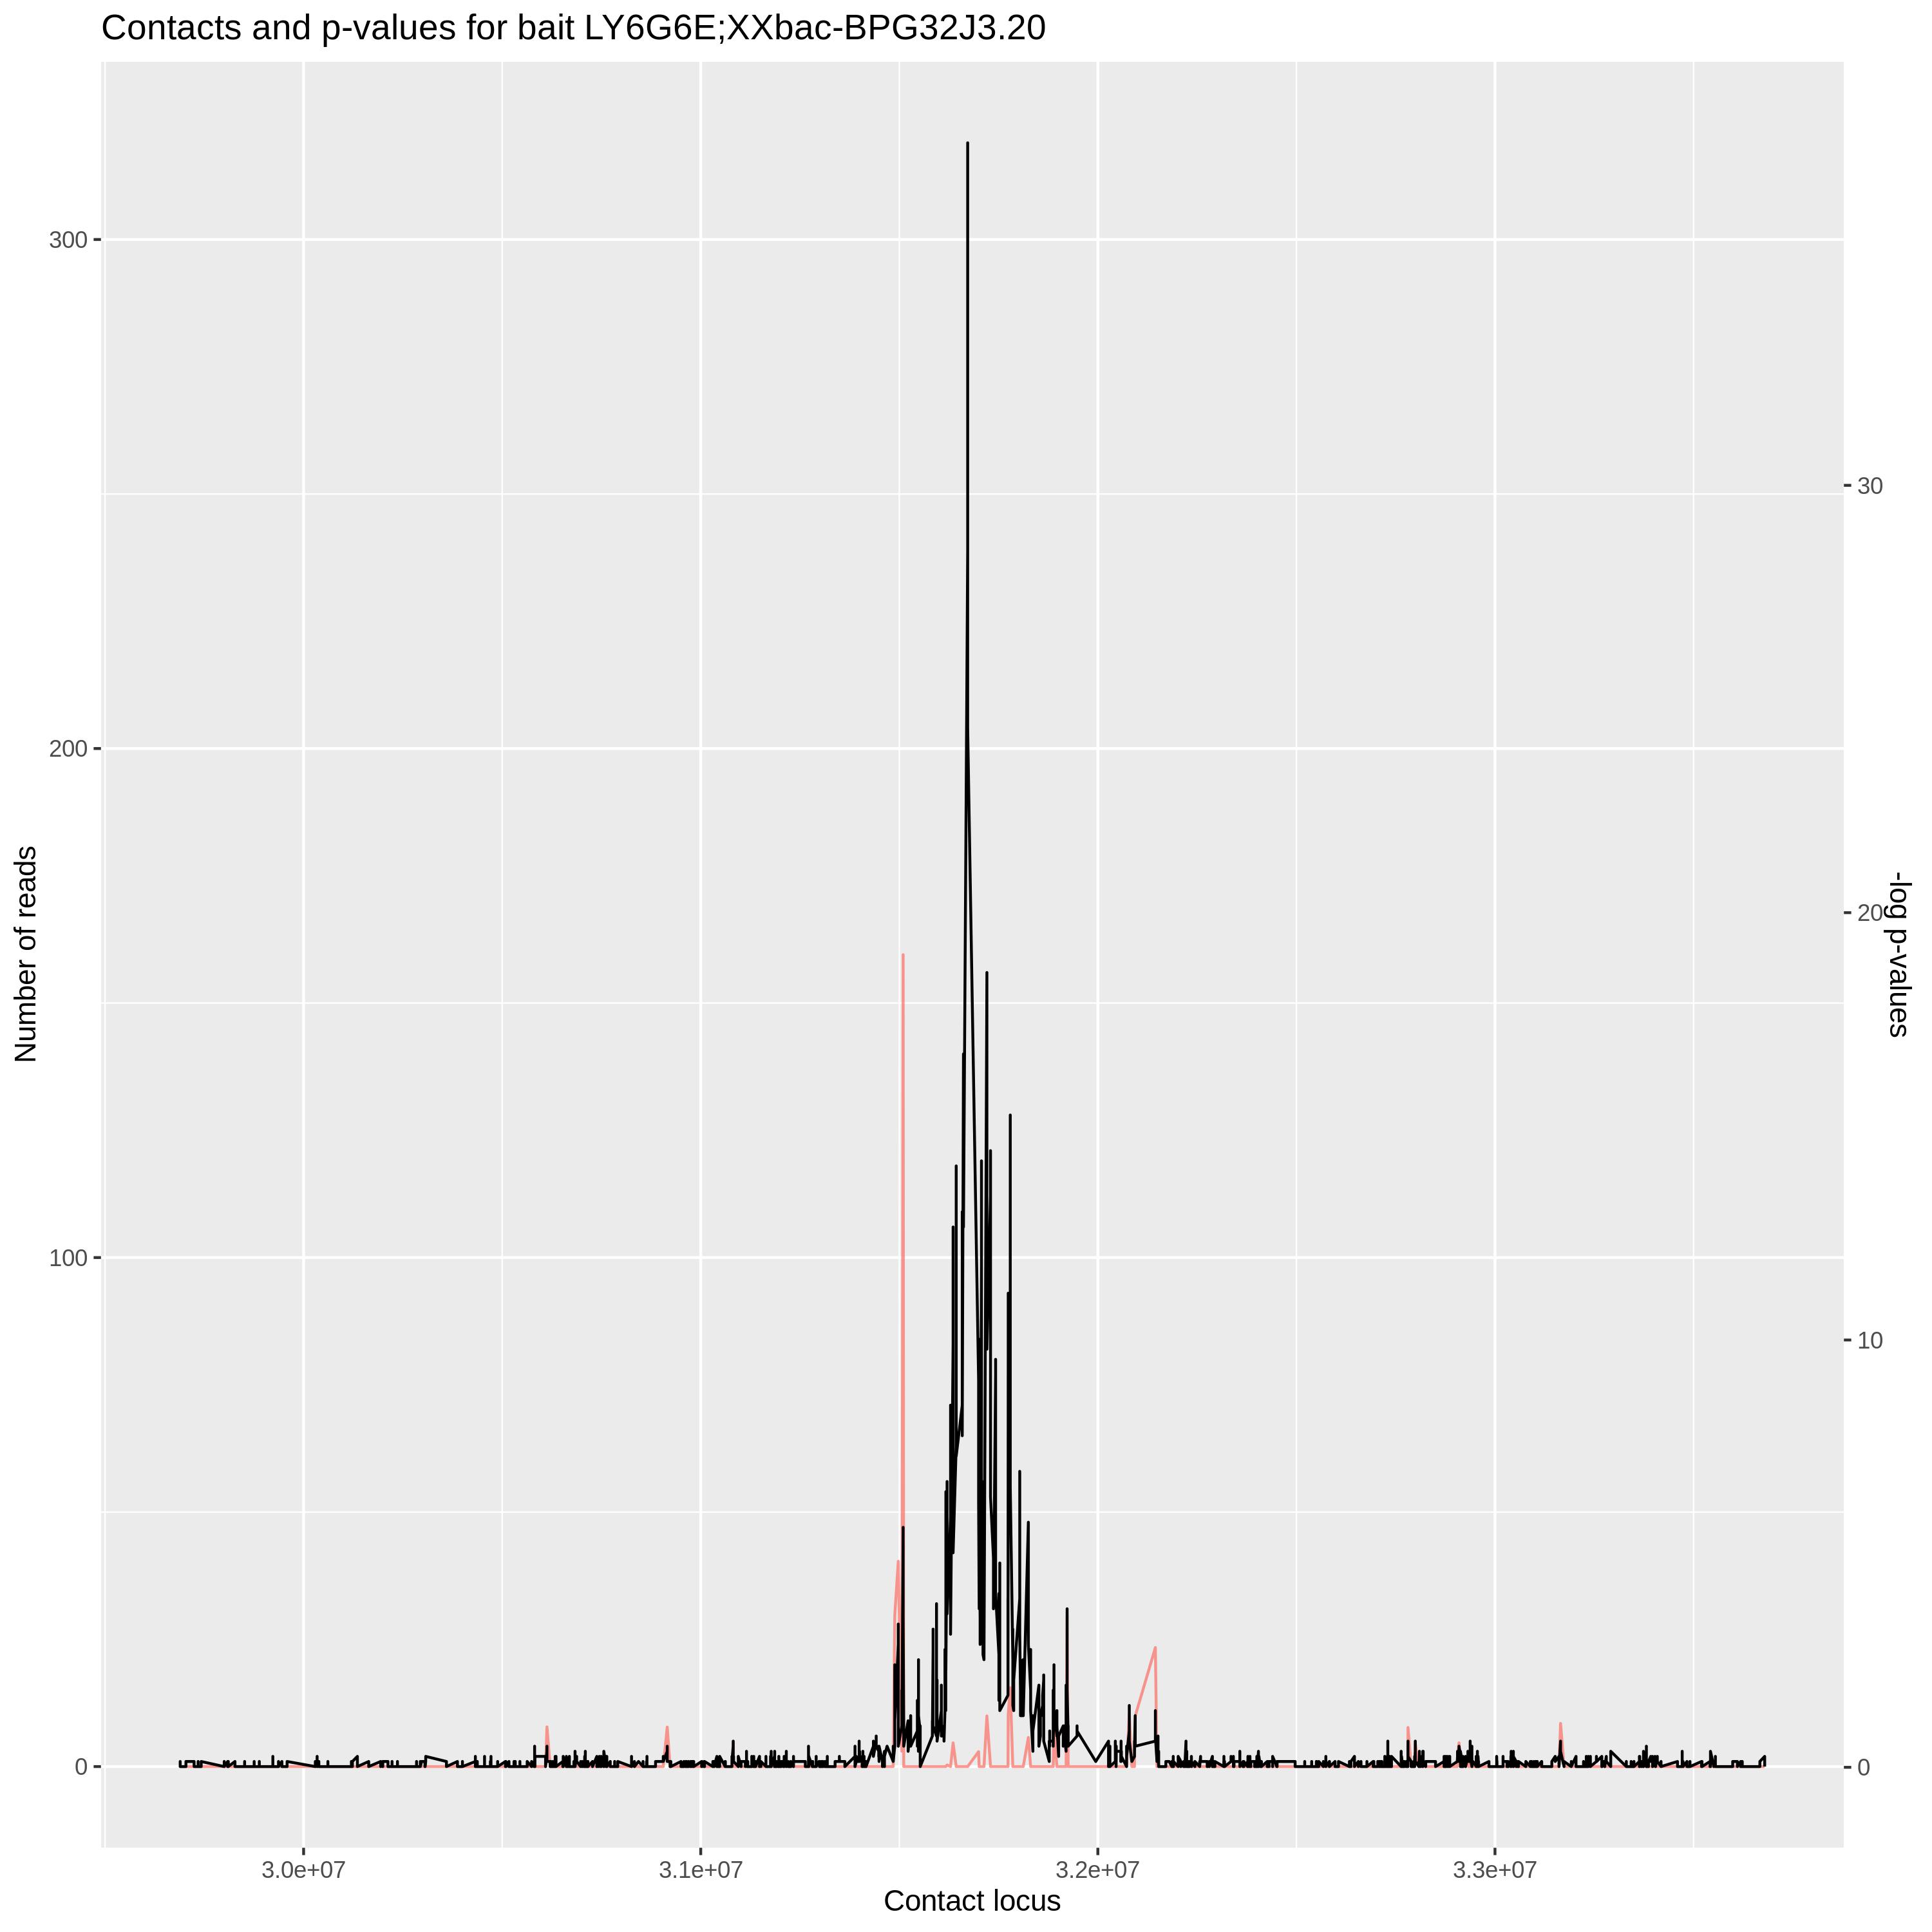 Contacts and p-values for bait LY6G6E;XXbac-BPG32J3.20
300
200
100
0
Number of reads
30
20
10
0
-log p-values
3.0e+07
3.1e+07
3.2e+07
3.3e+07
Contact locus